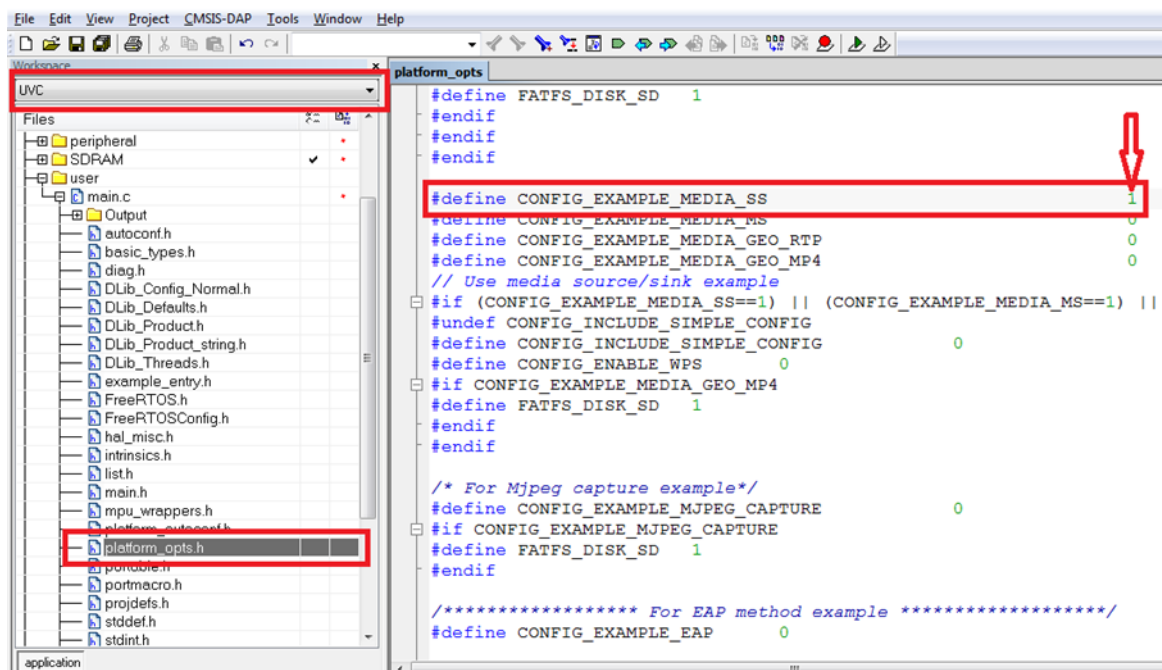 File Edit View Project CMSIS-DAP Tools Window Help
Workspace
UVC
Files
peripheral
SDRAM
user
main.c
Output
autoconf.h
basic_types.h
diag.h
DLib_Config_Normal.h
DLib_Defaults.h
DLib_Product.h
DLib_Product_string.h
DLib_Threads.h
example_entry.h
FreeRTOS.h
FreeRTOSConfig.h
hal_misc.h
intrinsics.h
list.h
main.h
mpu_wrappers.h
platform_autoconf.h
platform_opts.h
portable.h
portmacro.h
projdefs.h
stddef.h
stdint.h
application
platform_opts
#define FATFS_DISK_SD 1
#endif
#endif
#endif
#define CONFIG_EXAMPLE_MEDIA_SS 1
#define CONFIG_EXAMPLE_MEDIA_MS 0
#define CONFIG_EXAMPLE_MEDIA_GEO_RTP 0
#define CONFIG_EXAMPLE_MEDIA_GEO_MP4 0
// Use media source/sink example
#if (CONFIG_EXAMPLE_MEDIA_SS==1) || (CONFIG_EXAMPLE_MEDIA_MS==1) ||
#undef CONFIG_INCLUDE_SIMPLE_CONFIG
#define CONFIG_INCLUDE_SIMPLE_CONFIG 0
#define CONFIG_ENABLE_WPS 0
#if CONFIG_EXAMPLE_MEDIA_GEO_MP4
#define FATFS_DISK_SD 1
#endif
#endif
/* For Mjpeg capture example*/
#define CONFIG_EXAMPLE_MJPEG_CAPTURE 0
#if CONFIG_EXAMPLE_MJPEG_CAPTURE
#define FATFS_DISK_SD 1
#endif
/****************** For EAP method example *******************/
#define CONFIG_EXAMPLE_EAP 0